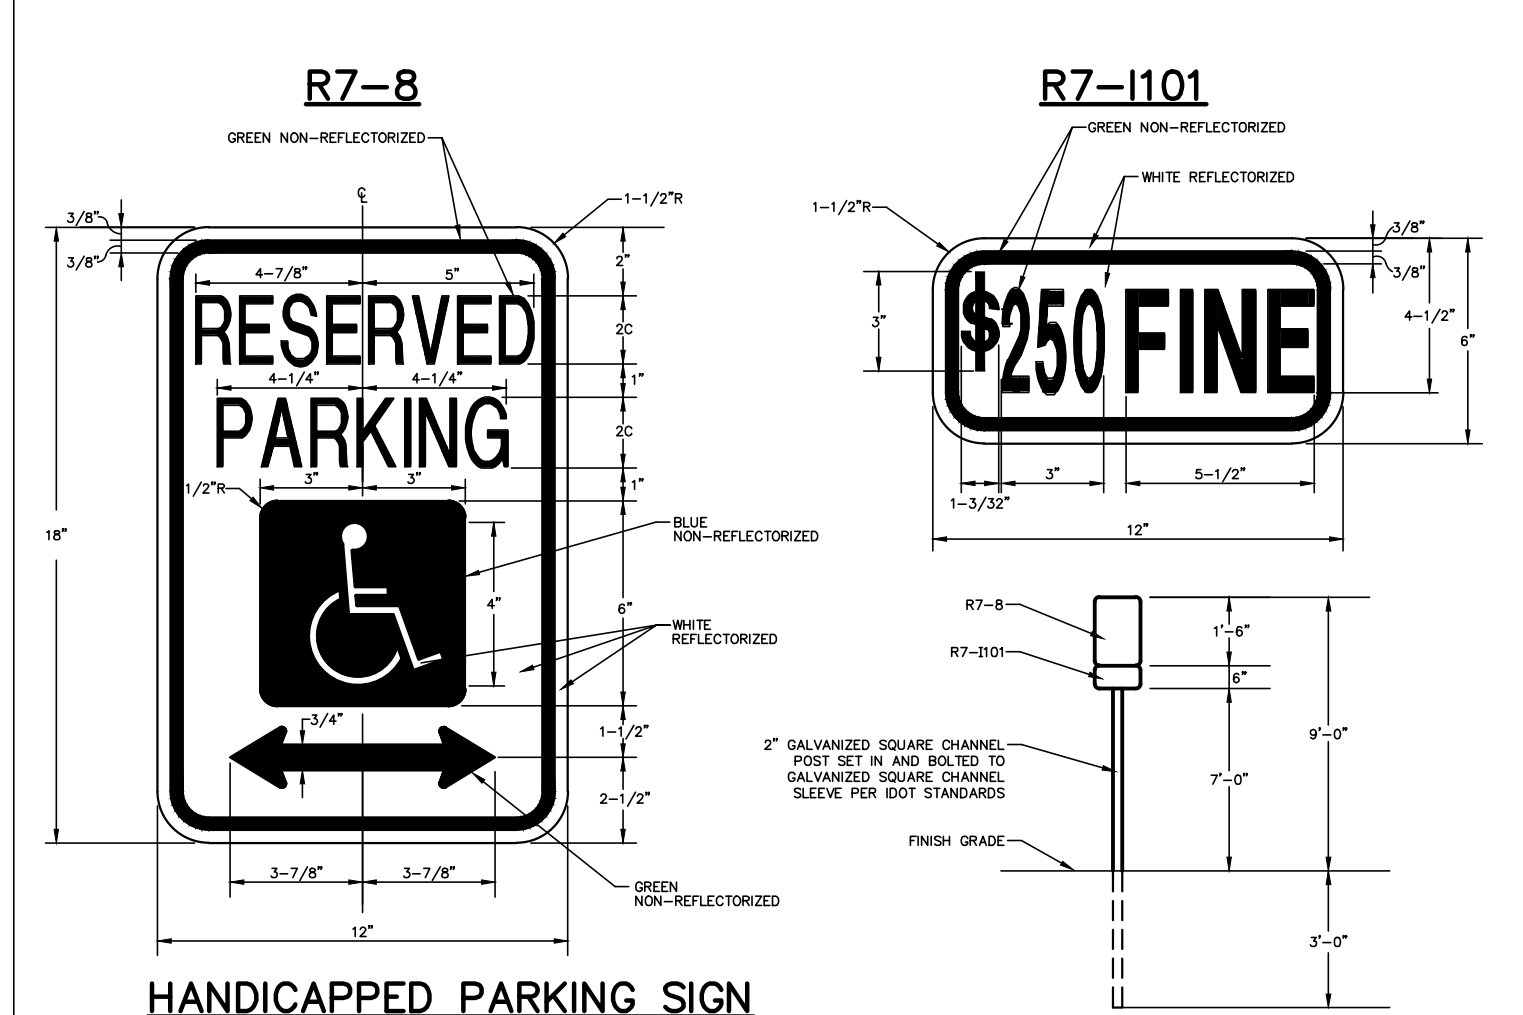 R7-8
GREEN NON-REFLECTORIZED
℄
1-1/2"R
3/8"
3/8"
4-7/8"
5"
2"
RESERVED
2C
4-1/4"
4-1/4"
1"
PARKING
2C
3"
3"
1"
1/2"R
18"
BLUE
NON-REFLECTORIZED
4"
6"
WHITE
REFLECTORIZED
3/4"
1-1/2"
2-1/2"
3-7/8"
3-7/8"
GREEN
NON-REFLECTORIZED
12"
HANDICAPPED PARKING SIGN
R7-I101
GREEN NON-REFLECTORIZED
WHITE REFLECTORIZED
1-1/2"R
3/8"
3/8"
3"
$250 FINE
4-1/2"
6"
3"
5-1/2"
1-3/32"
12"
R7-8
1'-6"
R7-I101
6"
9'-0"
2" GALVANIZED SQUARE CHANNEL
POST SET IN AND BOLTED TO
GALVANIZED SQUARE CHANNEL
SLEEVE PER IDOT STANDARDS
7'-0"
FINISH GRADE
3'-0"